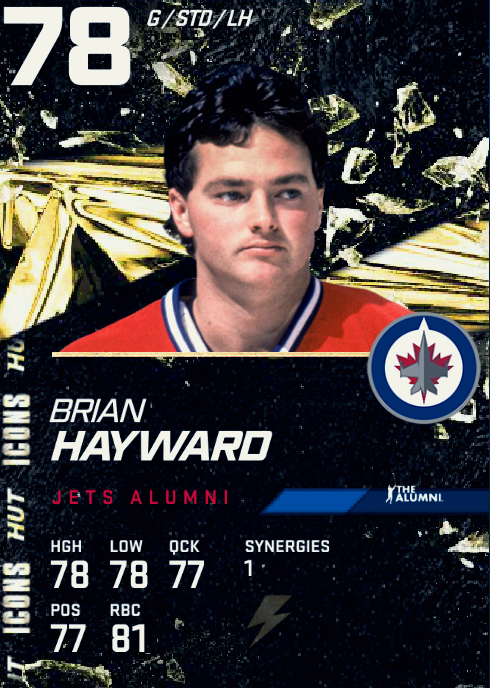 78
G / STD / LH
BRIAN
HAYWARD
JETS ALUMNI
THE
ALUMNI
HGH LOW QCK SYNERGIES
78 78 77 1
POS RBC
77 81
HUT
ICONS
HUT
ICONS